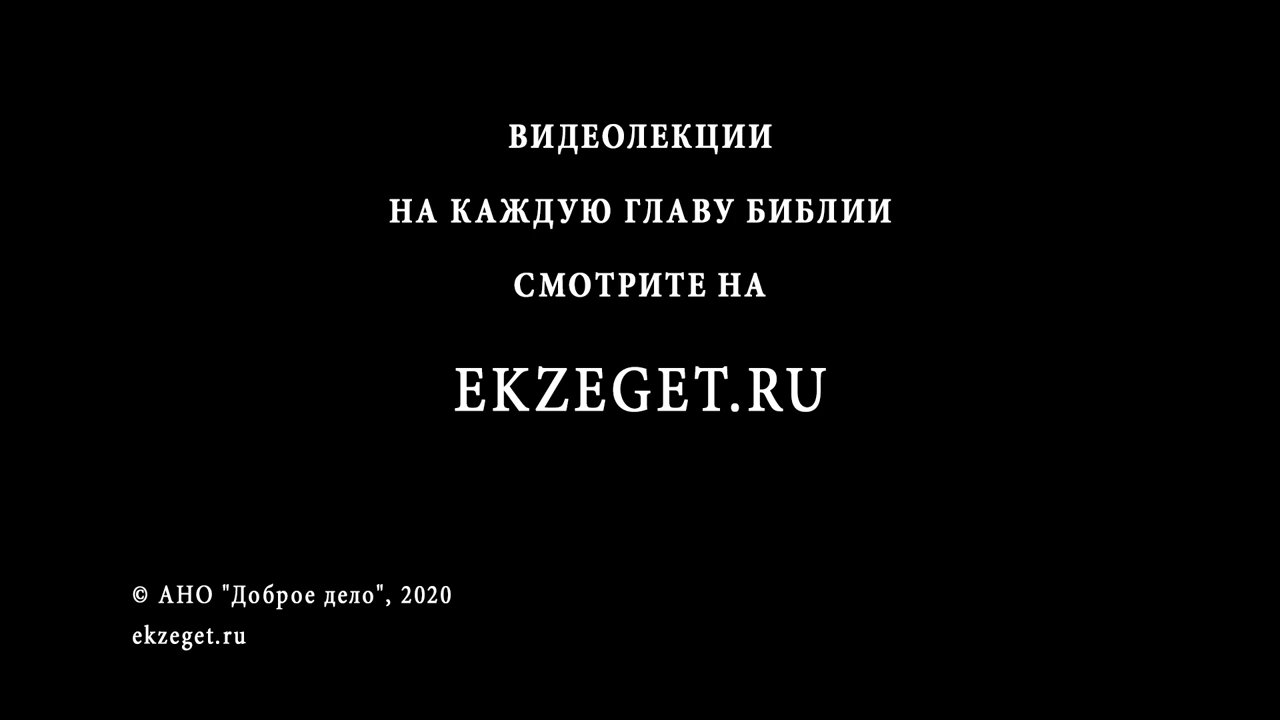 ВИДЕОЛЕКЦИИ
НА КАЖДУЮ ГЛАВУ БИБЛИИ
СМОТРИТЕ НА
EKZEGET.RU
© АНО "Доброе дело", 2020
ekzeget.ru